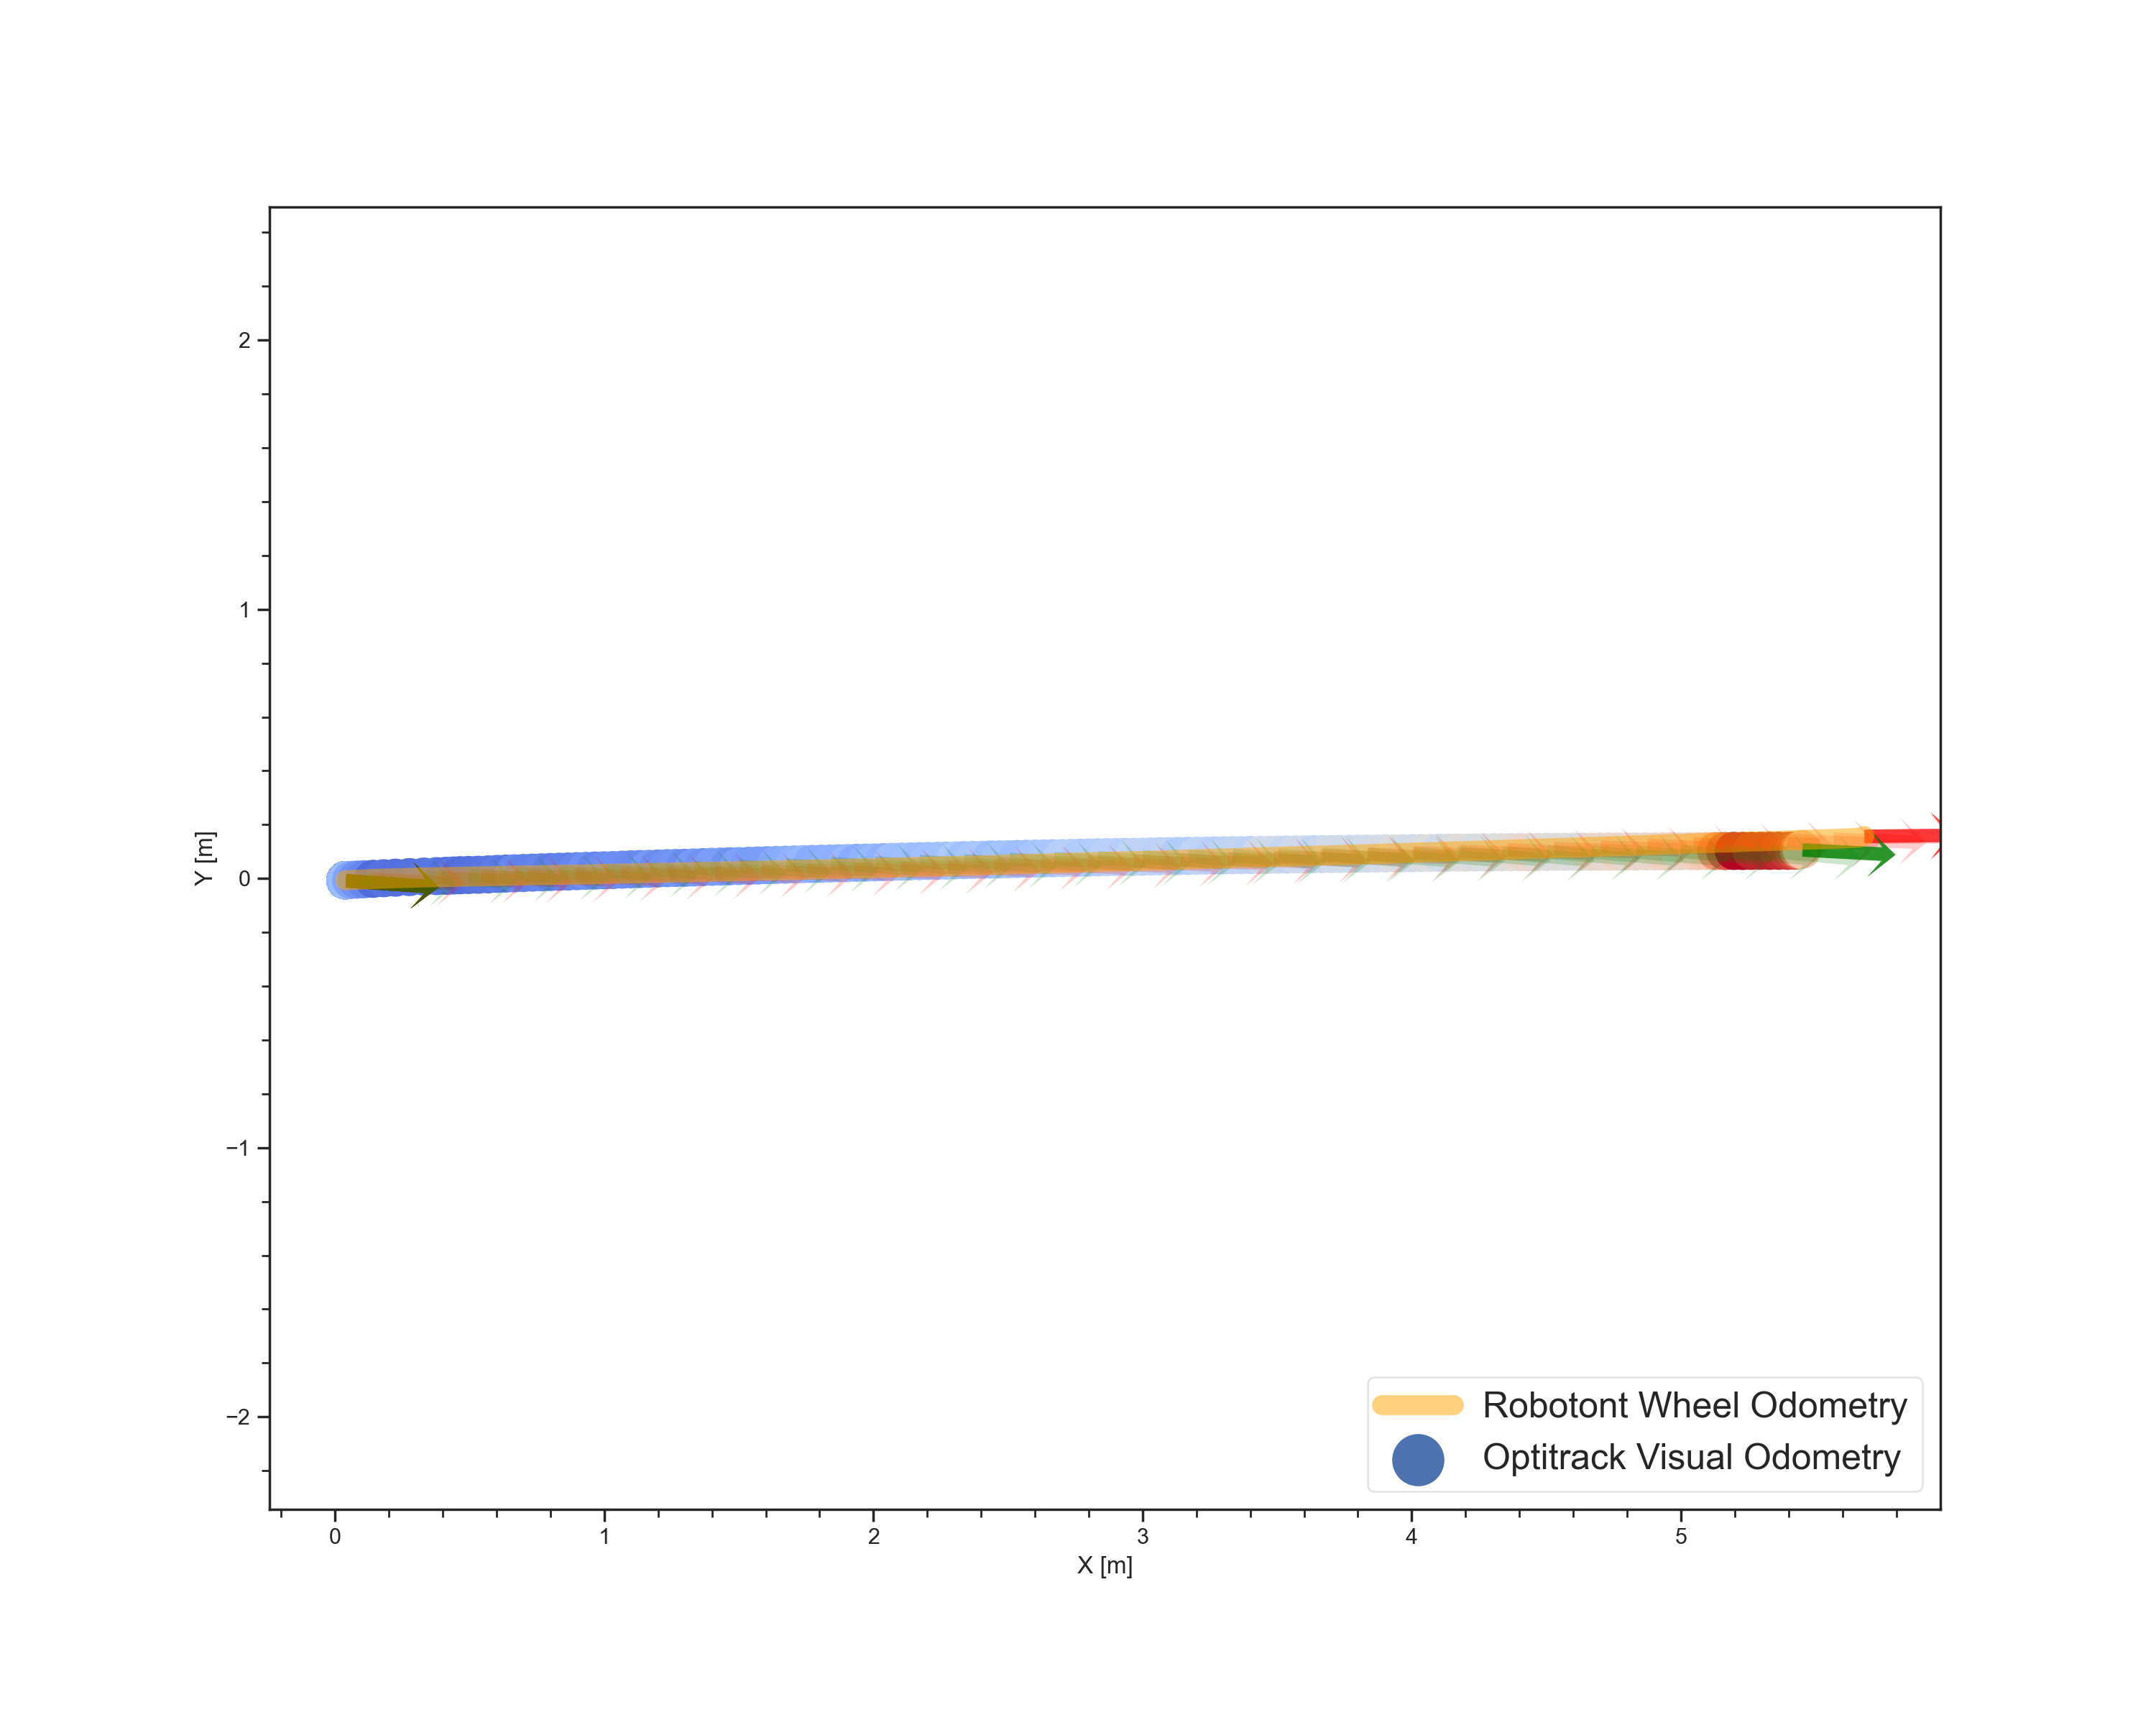 2
1
0
−1
−2
Y [m]
0 1 2 3 4 5
X [m]
Robotont Wheel Odometry
Optitrack Visual Odometry